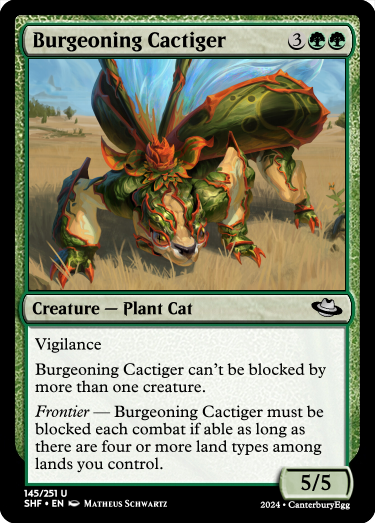 Burgeoning Cactiger 3
Creature — Plant Cat
Vigilance
Burgeoning Cactiger can't be blocked by
more than one creature.
Frontier — Burgeoning Cactiger must be
blocked each combat if able as long as
there are four or more land types among
lands you control.
5/5
145/251 U
SHF • EN Matheus Schwartz
2024 • CanterburyEgg